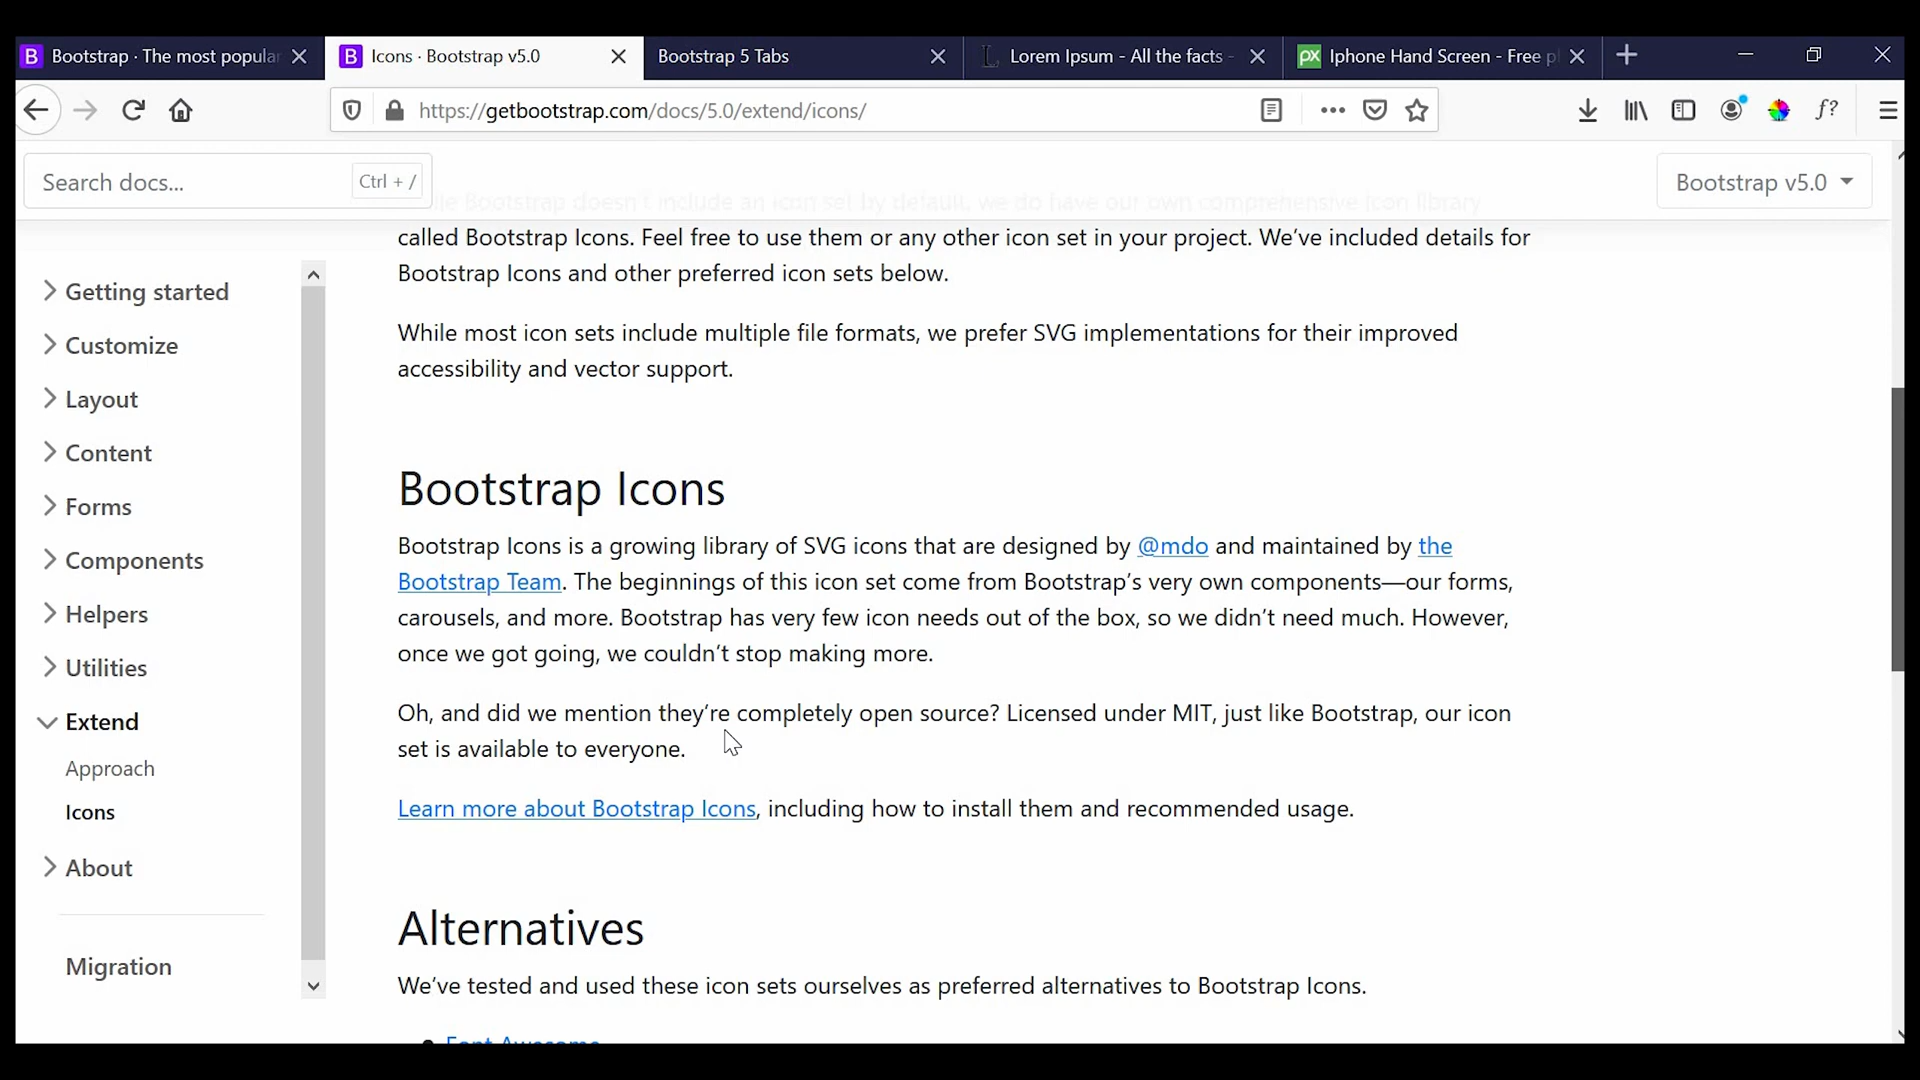 Bootstrap · The most popula
Icons · Bootstrap v5.0
Bootstrap 5 Tabs
Lorem Ipsum - All the facts -
px
Iphone Hand Screen - Free p
https://getbootstrap.com/docs/5.0/extend/icons/
f?
Search docs...
Ctrl + /
Bootstrap v5.0
Bootstrap doesn't include an icon set by default, we do have our own comprehensive icon library
called Bootstrap Icons. Feel free to use them or any other icon set in your project. We’ve included details for
Bootstrap Icons and other preferred icon sets below.
While most icon sets include multiple file formats, we prefer SVG implementations for their improved
accessibility and vector support.
Getting started
Customize
Layout
Content
Forms
Components
Helpers
Utilities
Extend
Approach
Icons
About
Migration
Bootstrap Icons
Bootstrap Icons is a growing library of SVG icons that are designed by @mdo and maintained by the
Bootstrap Team. The beginnings of this icon set come from Bootstrap’s very own components—our forms,
carousels, and more. Bootstrap has very few icon needs out of the box, so we didn’t need much. However,
once we got going, we couldn’t stop making more.
Oh, and did we mention they‘re completely open source? Licensed under MIT, just like Bootstrap, our icon
set is available to everyone.
Learn more about Bootstrap Icons, including how to install them and recommended usage.
Alternatives
We’ve tested and used these icon sets ourselves as preferred alternatives to Bootstrap Icons.
Font Awesome